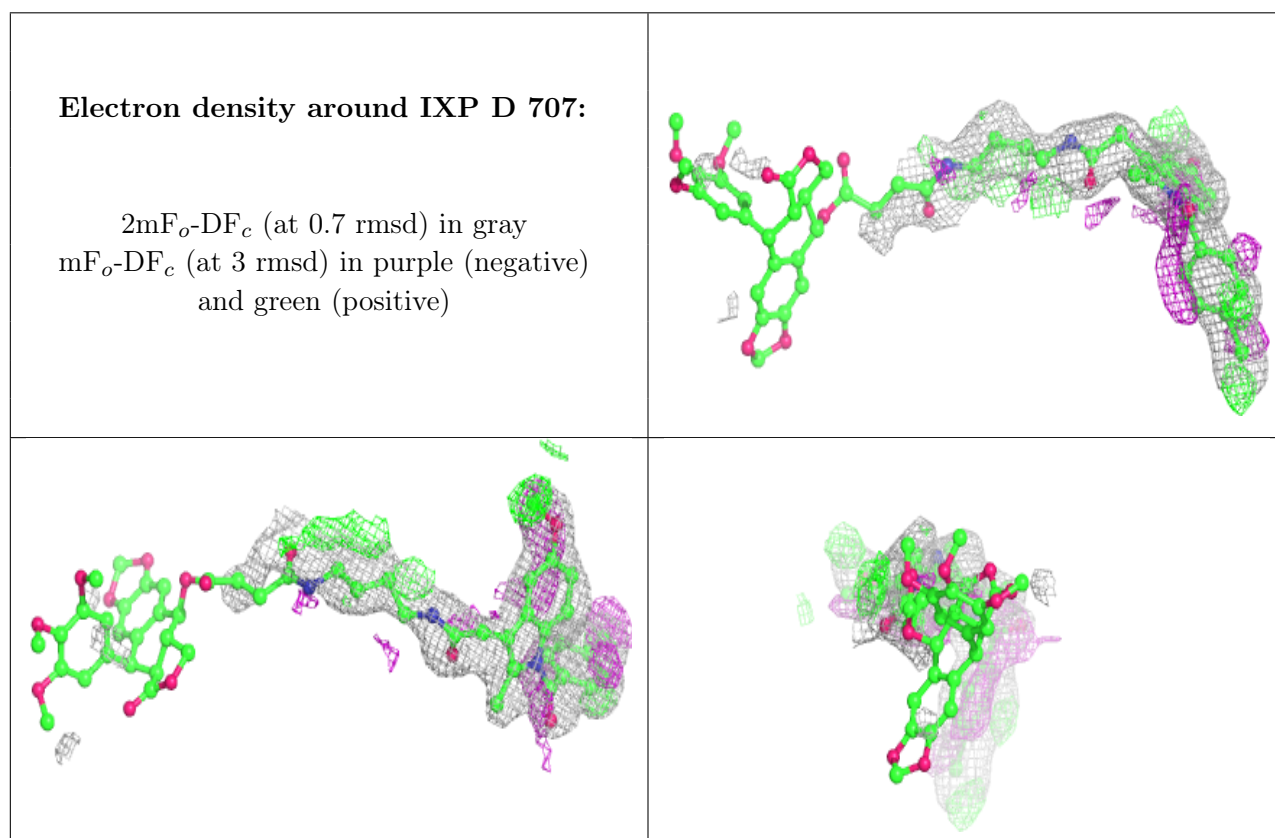 Electron density around IXP D 707:
2mFo-DFc (at 0.7 rmsd) in gray
mFo-DFc (at 3 rmsd) in purple (negative)
and green (positive)